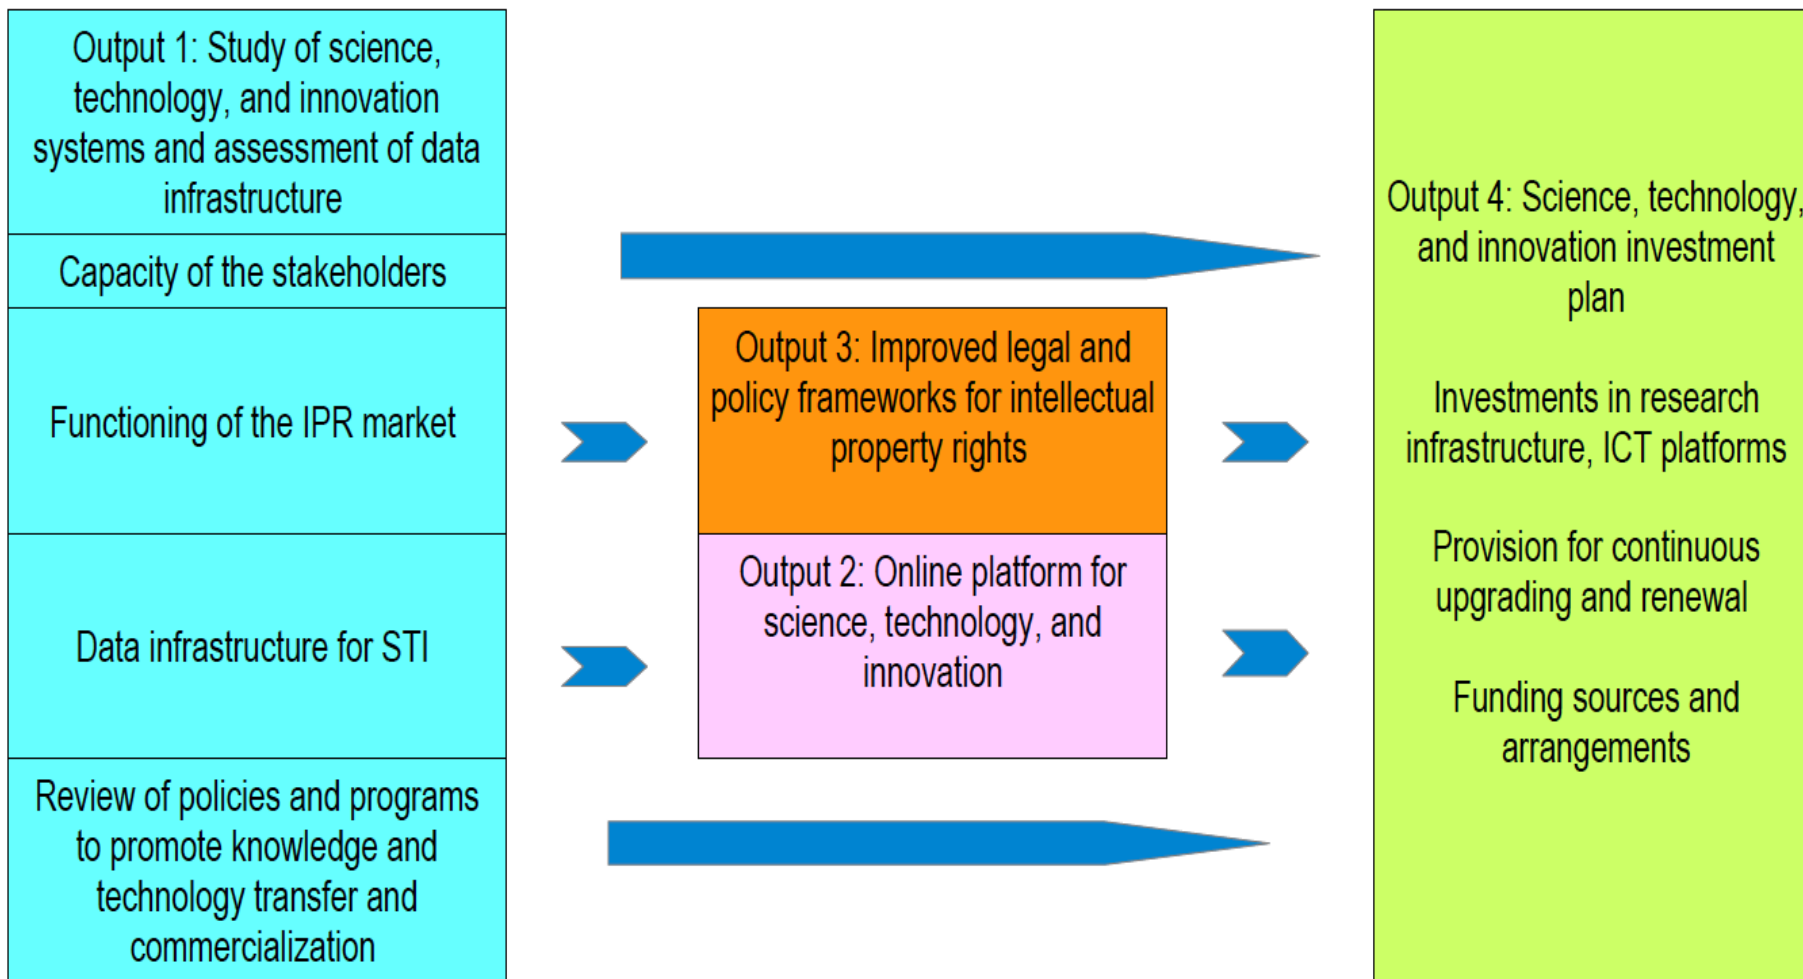 Output 1: Study of science,
technology, and innovation
systems and assessment of data
infrastructure
Capacity of the stakeholders
Functioning of the IPR market
Data infrastructure for STI
Review of policies and programs
to promote knowledge and
technology transfer and
commercialization
Output 3: Improved legal and
policy frameworks for intellectual
property rights
Output 2: Online platform for
science, technology, and
innovation
Output 4: Science, technology,
and innovation investment
plan
Investments in research
infrastructure, ICT platforms
Provision for continuous
upgrading and renewal
Funding sources and
arrangements